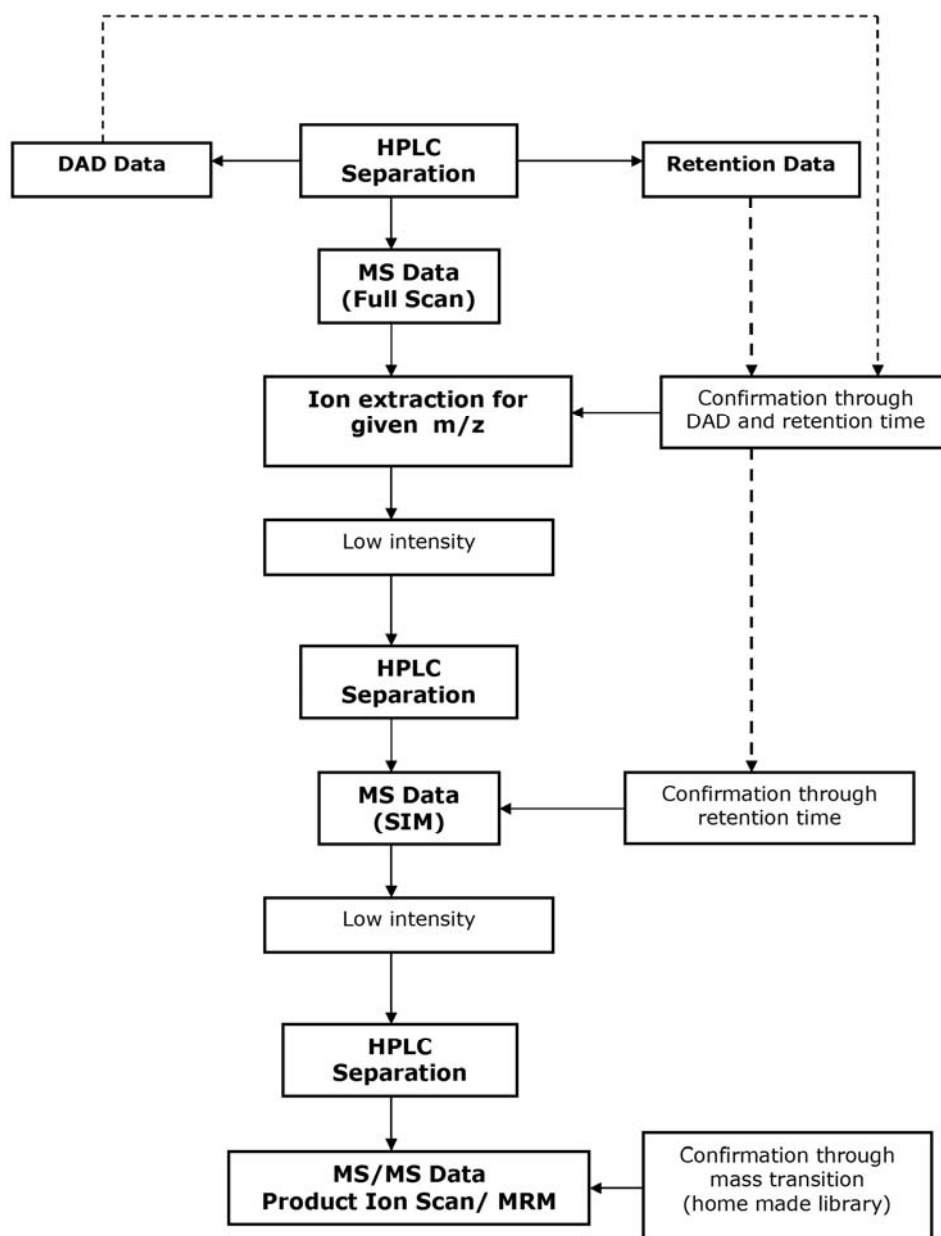 HPLC
Separation
DAD Data
Retention Data
MS Data
(Full Scan)
Ion extraction for
given m/z
Confirmation through
DAD and retention time
Low intensity
HPLC
Separation
MS Data
(SIM)
Confirmation through
retention time
Low intensity
HPLC
Separation
MS/MS Data
Product Ion Scan/ MRM
Confirmation through
mass transition
(home made library)